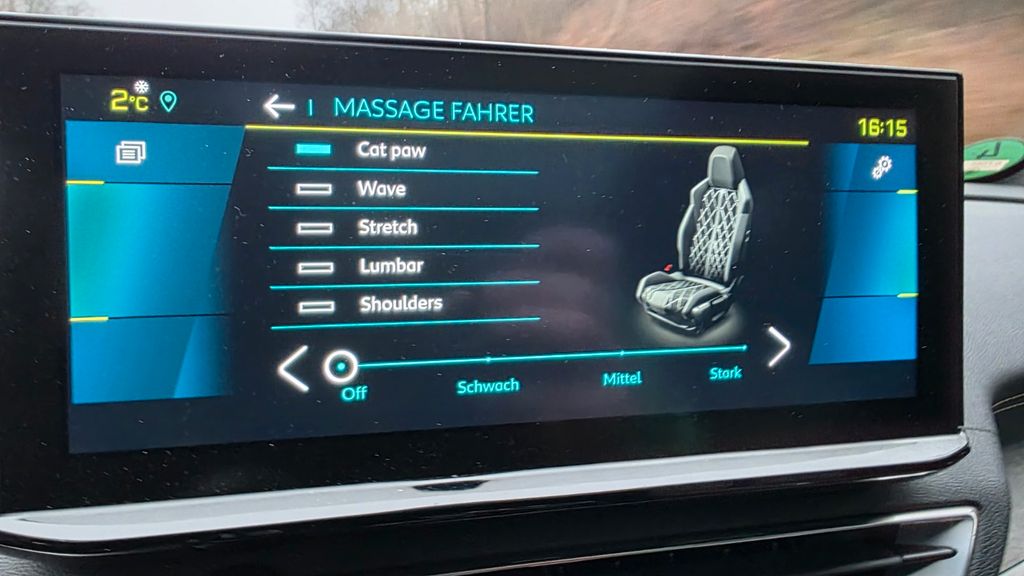 2°C
MASSAGE FAHRER
16:15
Cat paw
Wave
Stretch
Lumbar
Shoulders
Off Schwach Mittel Stark